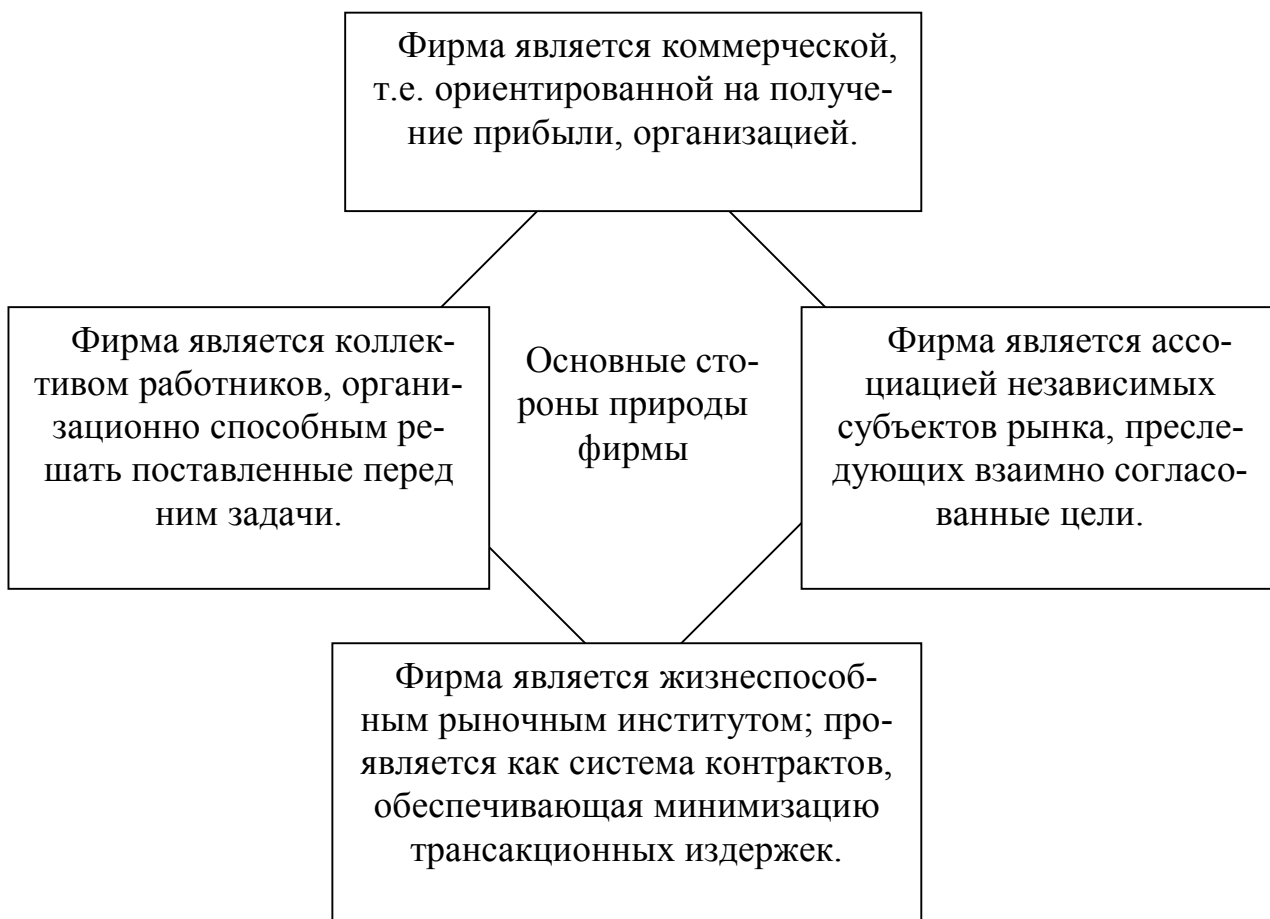 Фирма является коммерческой,
т.е. ориентированной на получе-
ние прибыли, организацией.
Фирма является коллек-
тивом работников, органи-
зационно способным ре-
шать поставленные перед
ним задачи.
Основные сто-
роны природы
фирмы
Фирма является ассо-
циацией независимых
субъектов рынка, пресле-
дующих взаимно согласо-
ванные цели.
Фирма является жизнеспособ-
ным рыночным институтом; про-
является как система контрактов,
обеспечивающая минимизацию
трансакционных издержек.